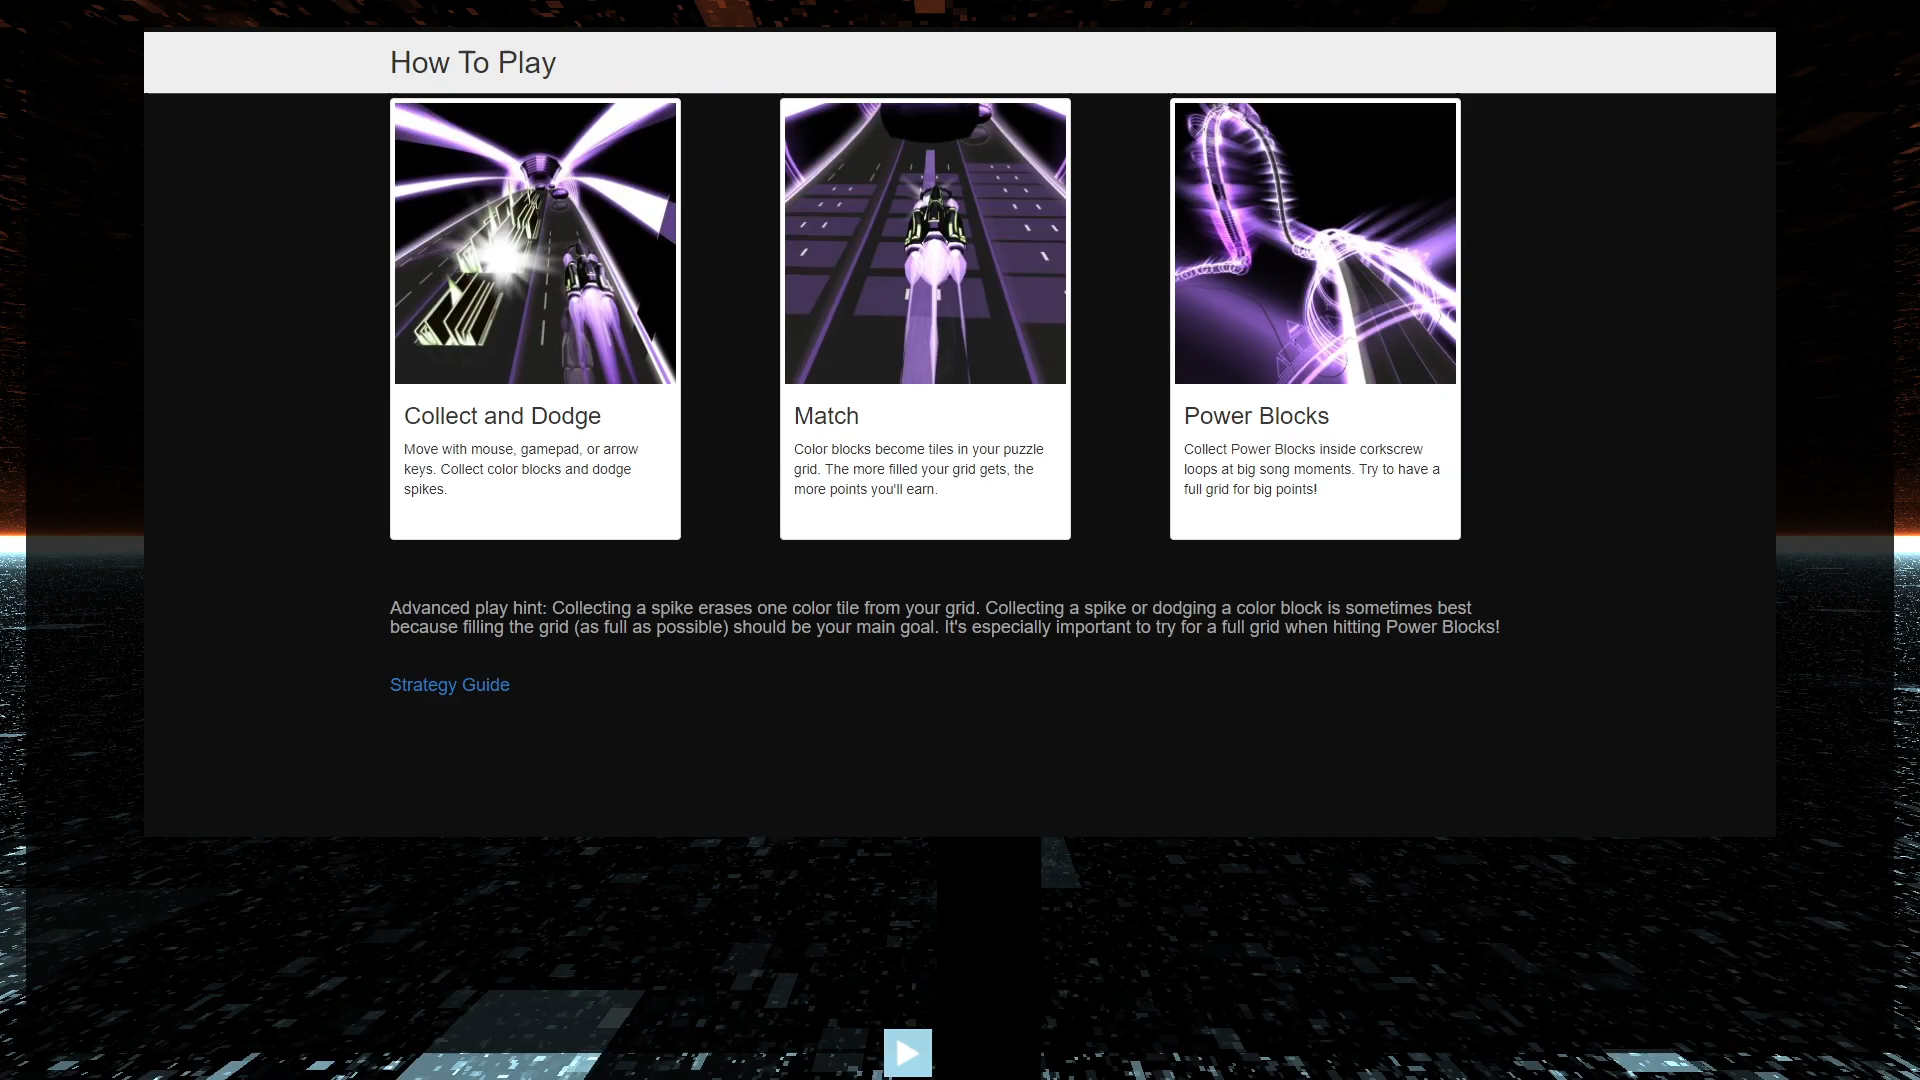 How To Play
Collect and Dodge
Move with mouse, gamepad, or arrow
keys. Collect color blocks and dodge
spikes.
Match
Color blocks become tiles in your puzzle
grid. The more filled your grid gets, the
more points you'll earn.
Power Blocks
Collect Power Blocks inside corkscrew
loops at big song moments. Try to have a
full grid for big points!
Advanced play hint: Collecting a spike erases one color tile from your grid. Collecting a spike or dodging a color block is sometimes best
because filling the grid (as full as possible) should be your main goal. It's especially important to try for a full grid when hitting Power Blocks!
Strategy Guide